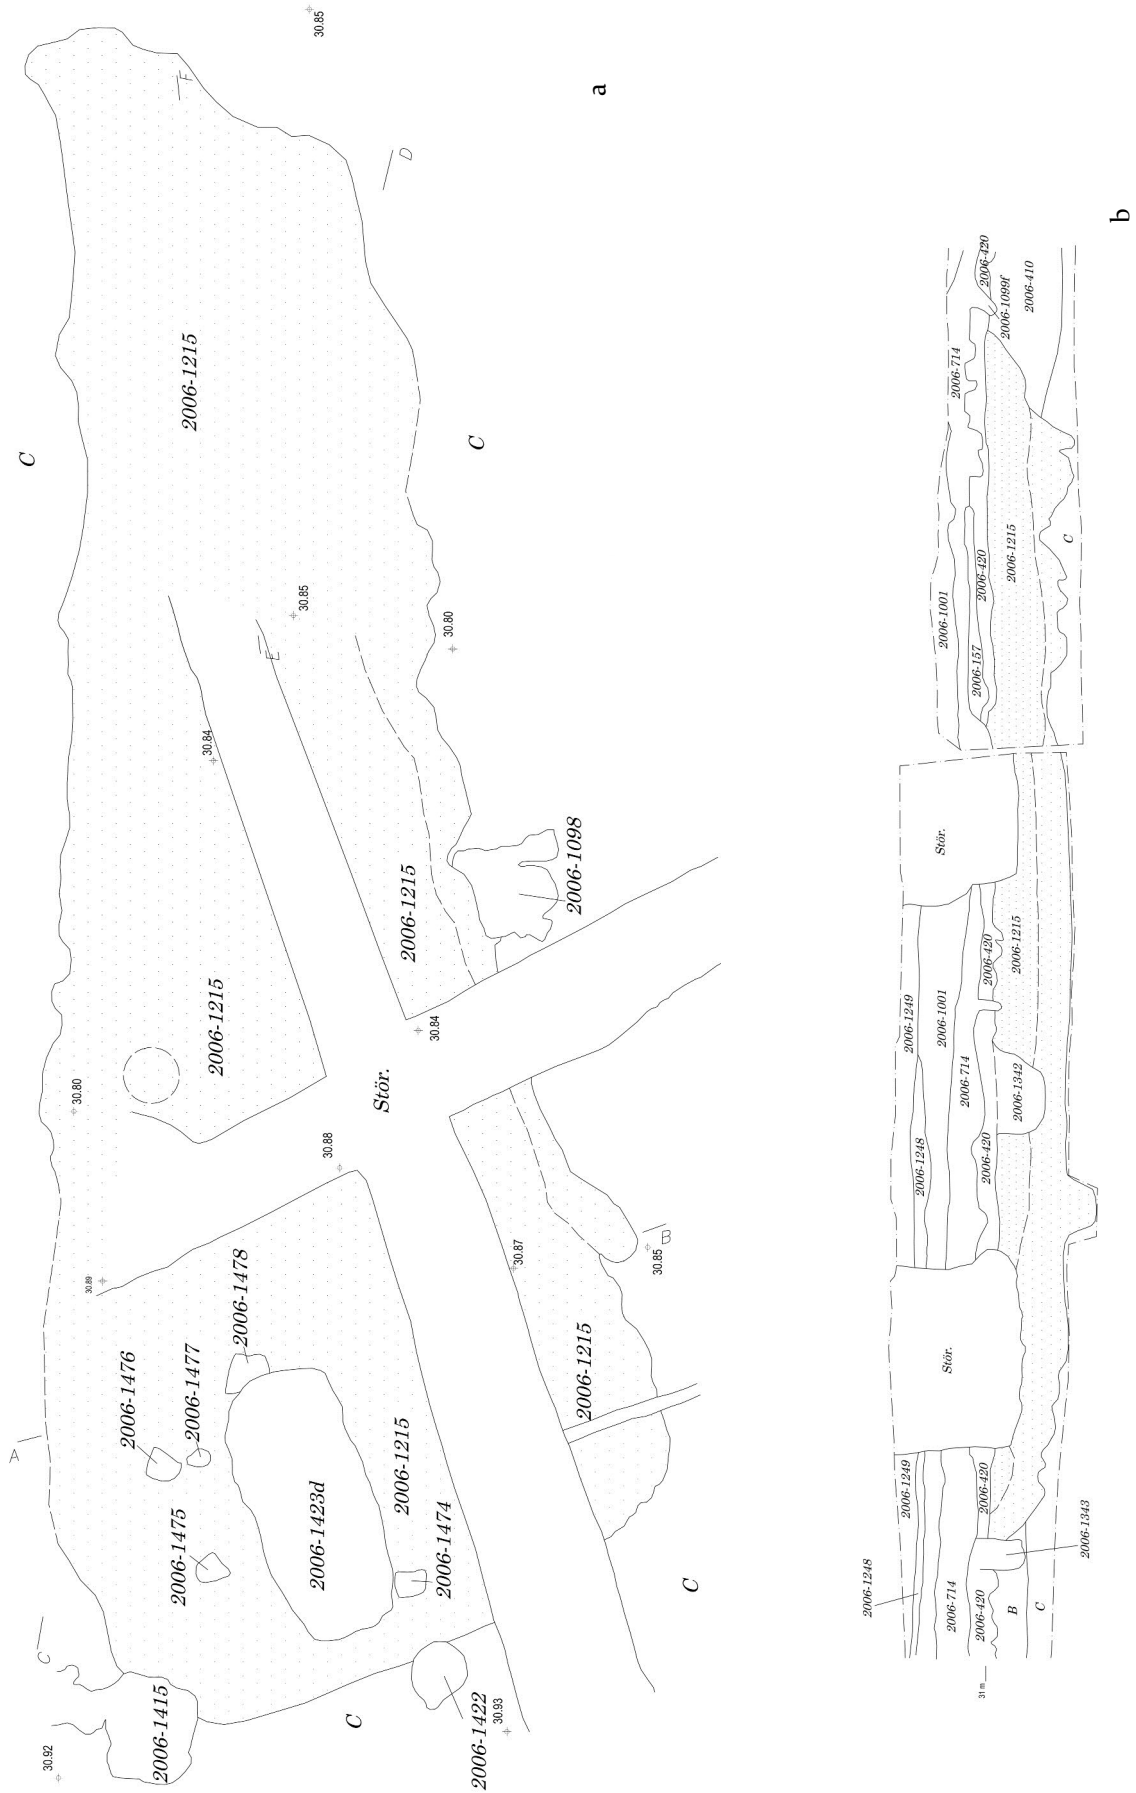 30.85
F
D
a
C
2006-1215
C
30.85
E
30.80
30.84
2006-1215
2006-1215
2006-1098
30.84
Stör.
30.80
30.88
30.89
30.87
B
30.85
2006-1478
2006-1476
2006-1477
2006-1475
2006-1423d
2006-1215
2006-1474
2006-1215
A
C
C
C
2006-1415
30.92
2006-1422
30.93
b
2006-420
2006-1099f
2006-410
2006-714
2006-1001
2006-157
2006-420
2006-1215
C
Stör.
2006-1249
2006-1001
2006-420
2006-1215
2006-1248
2006-714
2006-420
2006-1342
Stör.
2006-1249
2006-420
2006-1248
2006-714
2006-420
B
C
2006-1343
31 m